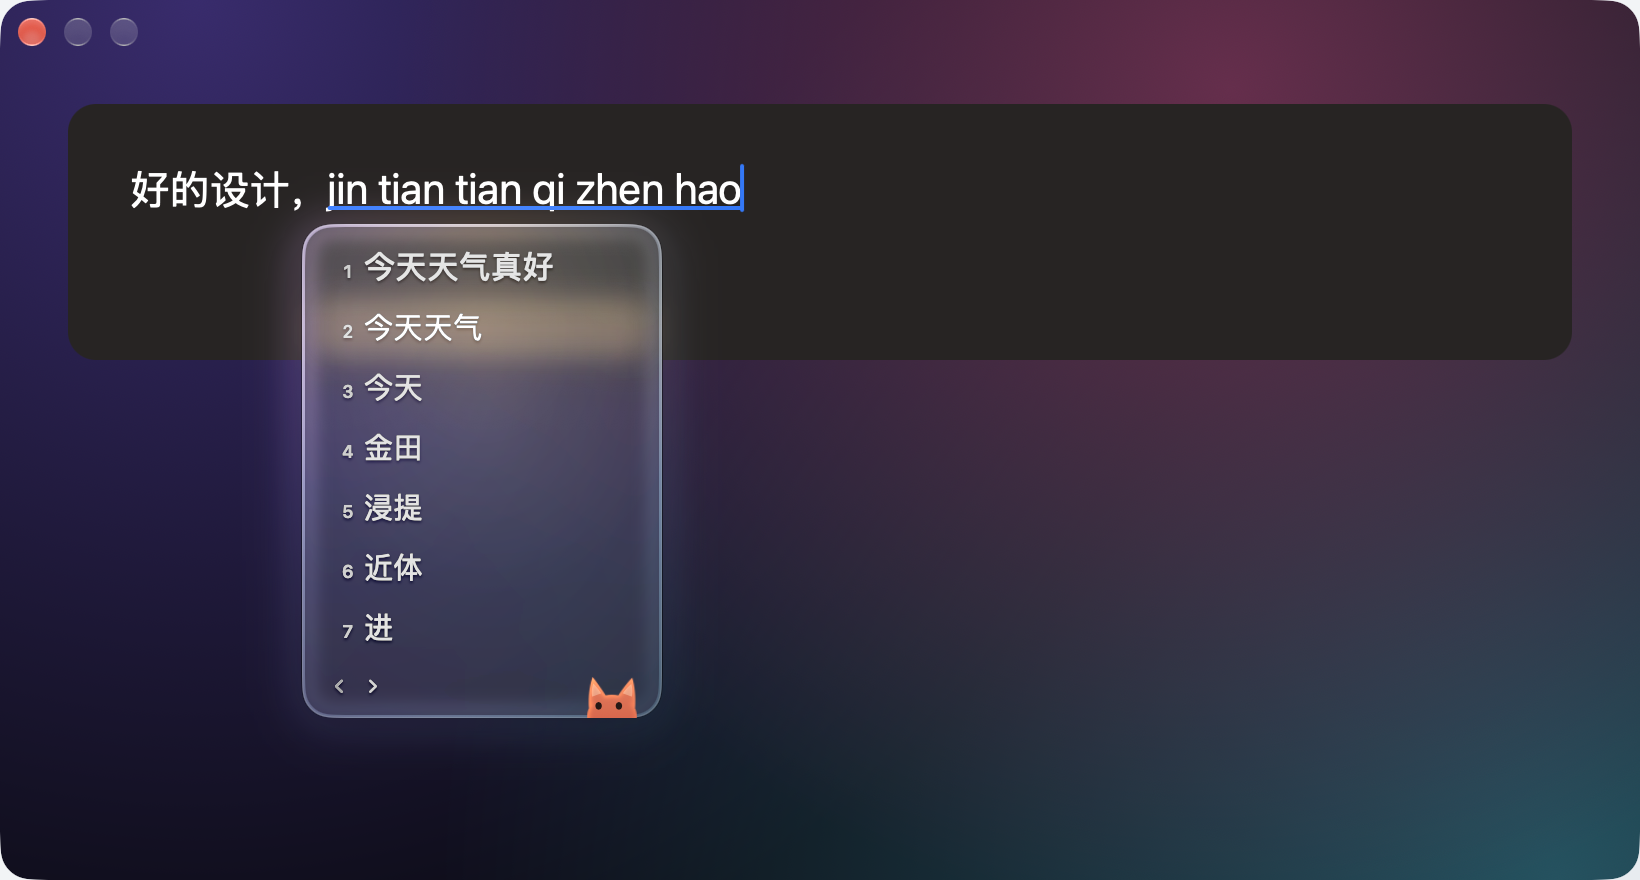 好的设计，jin tian tian qi zhen hao
1 今天天气真好
2 今天天气
3 今天
4 金田
5 浸提
6 近体
7 进